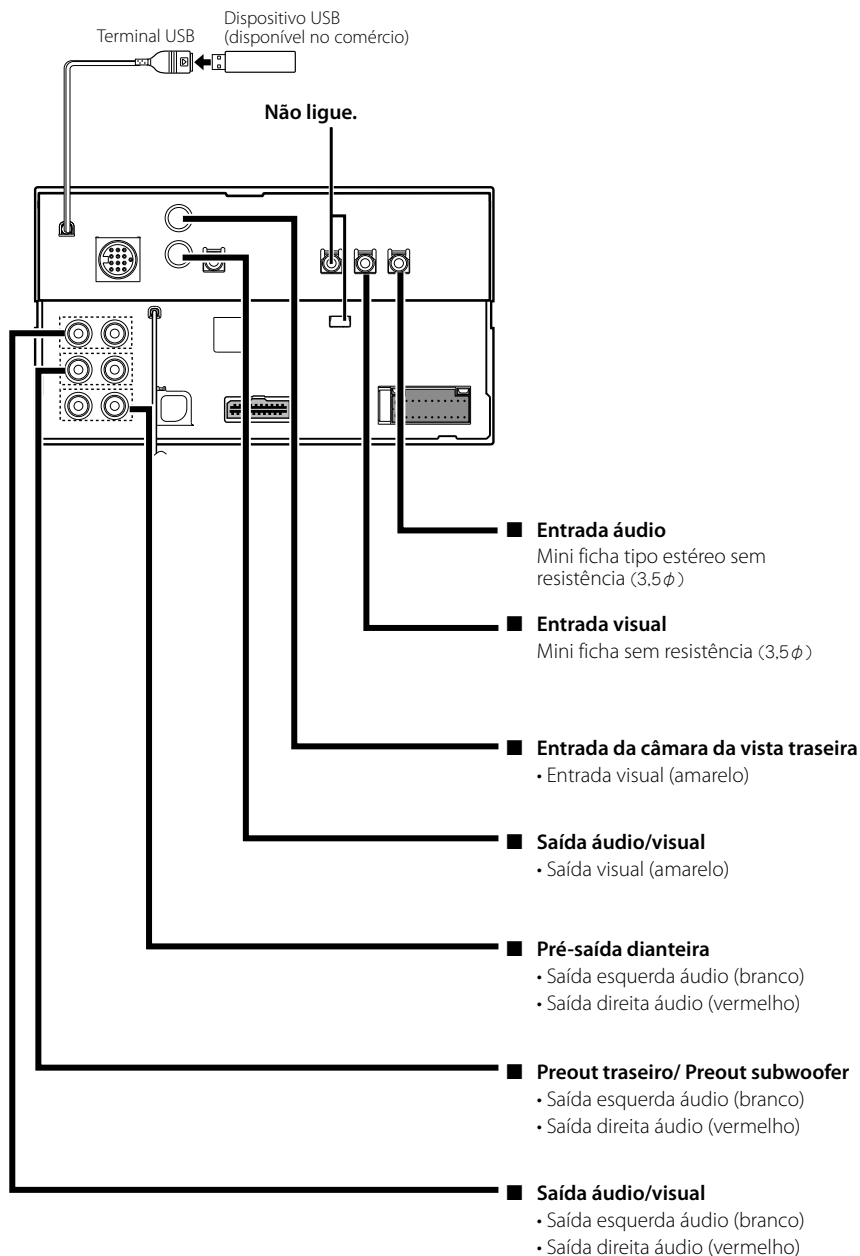 Dispositivo USB
(disponível no comércio)
Terminal USB
Não ligue.
■ Entrada áudio
Mini ficha tipo estéreo sem
resistência (3,5φ)
■ Entrada visual
Mini ficha sem resistência (3,5φ)
■ Entrada da câmara da vista traseira
• Entrada visual (amarelo)
■ Saída áudio/visual
• Saída visual (amarelo)
■ Pré-saída dianteira
• Saída esquerda áudio (branco)
• Saída direita áudio (vermelho)
■ Preout traseiro/ Preout subwoofer
• Saída esquerda áudio (branco)
• Saída direita áudio (vermelho)
■ Saída áudio/visual
• Saída esquerda áudio (branco)
• Saída direita áudio (vermelho)